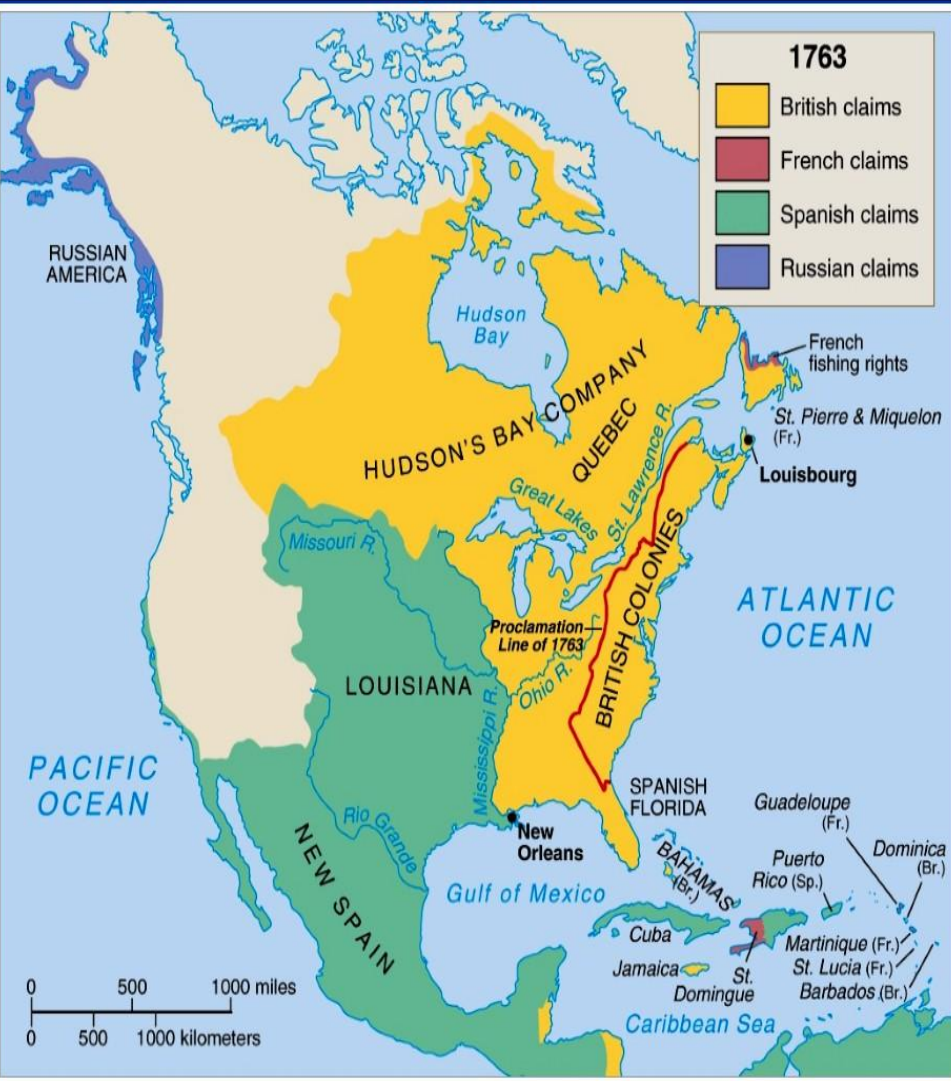 1763
British claims
French claims
Spanish claims
Russian claims
RUSSIAN
AMERICA
Hudson
Bay
French
fishing rights
St. Pierre & Miquelon
(Fr.)
Louisbourg
HUDSON'S BAY COMPANY
QUEBEC
St. Lawrence R.
Great Lakes
Missouri R.
BRITISH COLONIES
ATLANTIC
OCEAN
Proclamation
Line of 1763
Ohio R.
LOUISIANA
Mississippi R.
PACIFIC
OCEAN
SPANISH
FLORIDA
New
Orleans
Rio Grande
NEW SPAIN
Gulf of Mexico
BAHAMAS
(Br.)
Guadeloupe
(Fr.)
Dominica
(Br.)
Puerto
Rico (Sp.)
Cuba
Martinique (Fr.)
Jamaica
St.
Domingue
St. Lucia (Fr.)
Barbados (Br.)
Caribbean Sea
0 500 1000 miles
0 500 1000 kilometers